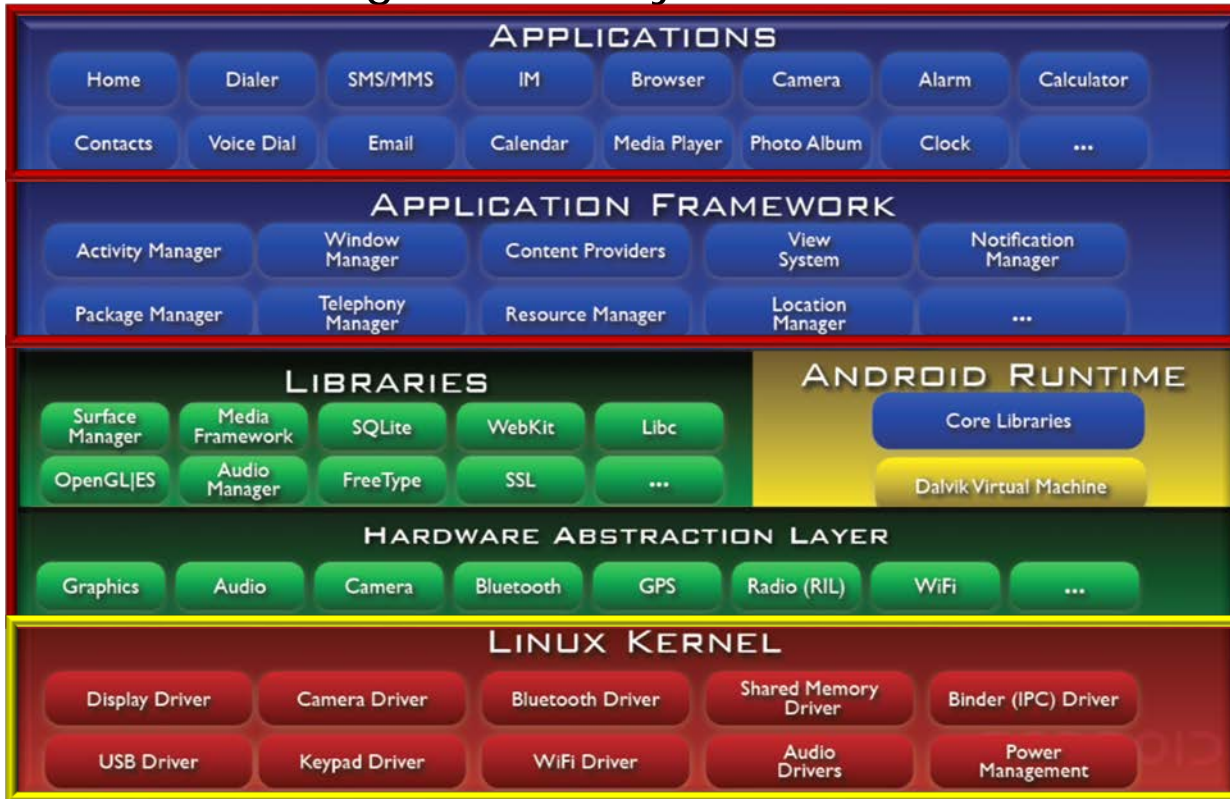 APPLICATIONS
Home Dialer SMS/MMS IM Browser Camera Alarm Calculator
Contacts Voice Dial Email Calendar Media Player Photo Album Clock ...
APPLICATION FRAMEWORK
Activity Manager Window Manager Content Providers View System Notification Manager
Package Manager Telephony Manager Resource Manager Location Manager ...
LIBRARIES
Surface Manager Media Framework SQLite WebKit Libc
OpenGL|ES Audio Manager FreeType SSL ...
ANDROID RUNTIME
Core Libraries
Dalvik Virtual Machine
HARDWARE ABSTRACTION LAYER
Graphics Audio Camera Bluetooth GPS Radio (RIL) WiFi ...
LINUX KERNEL
Display Driver Camera Driver Bluetooth Driver Shared Memory Driver Binder (IPC) Driver
USB Driver Keypad Driver WiFi Driver Audio Drivers Power Management